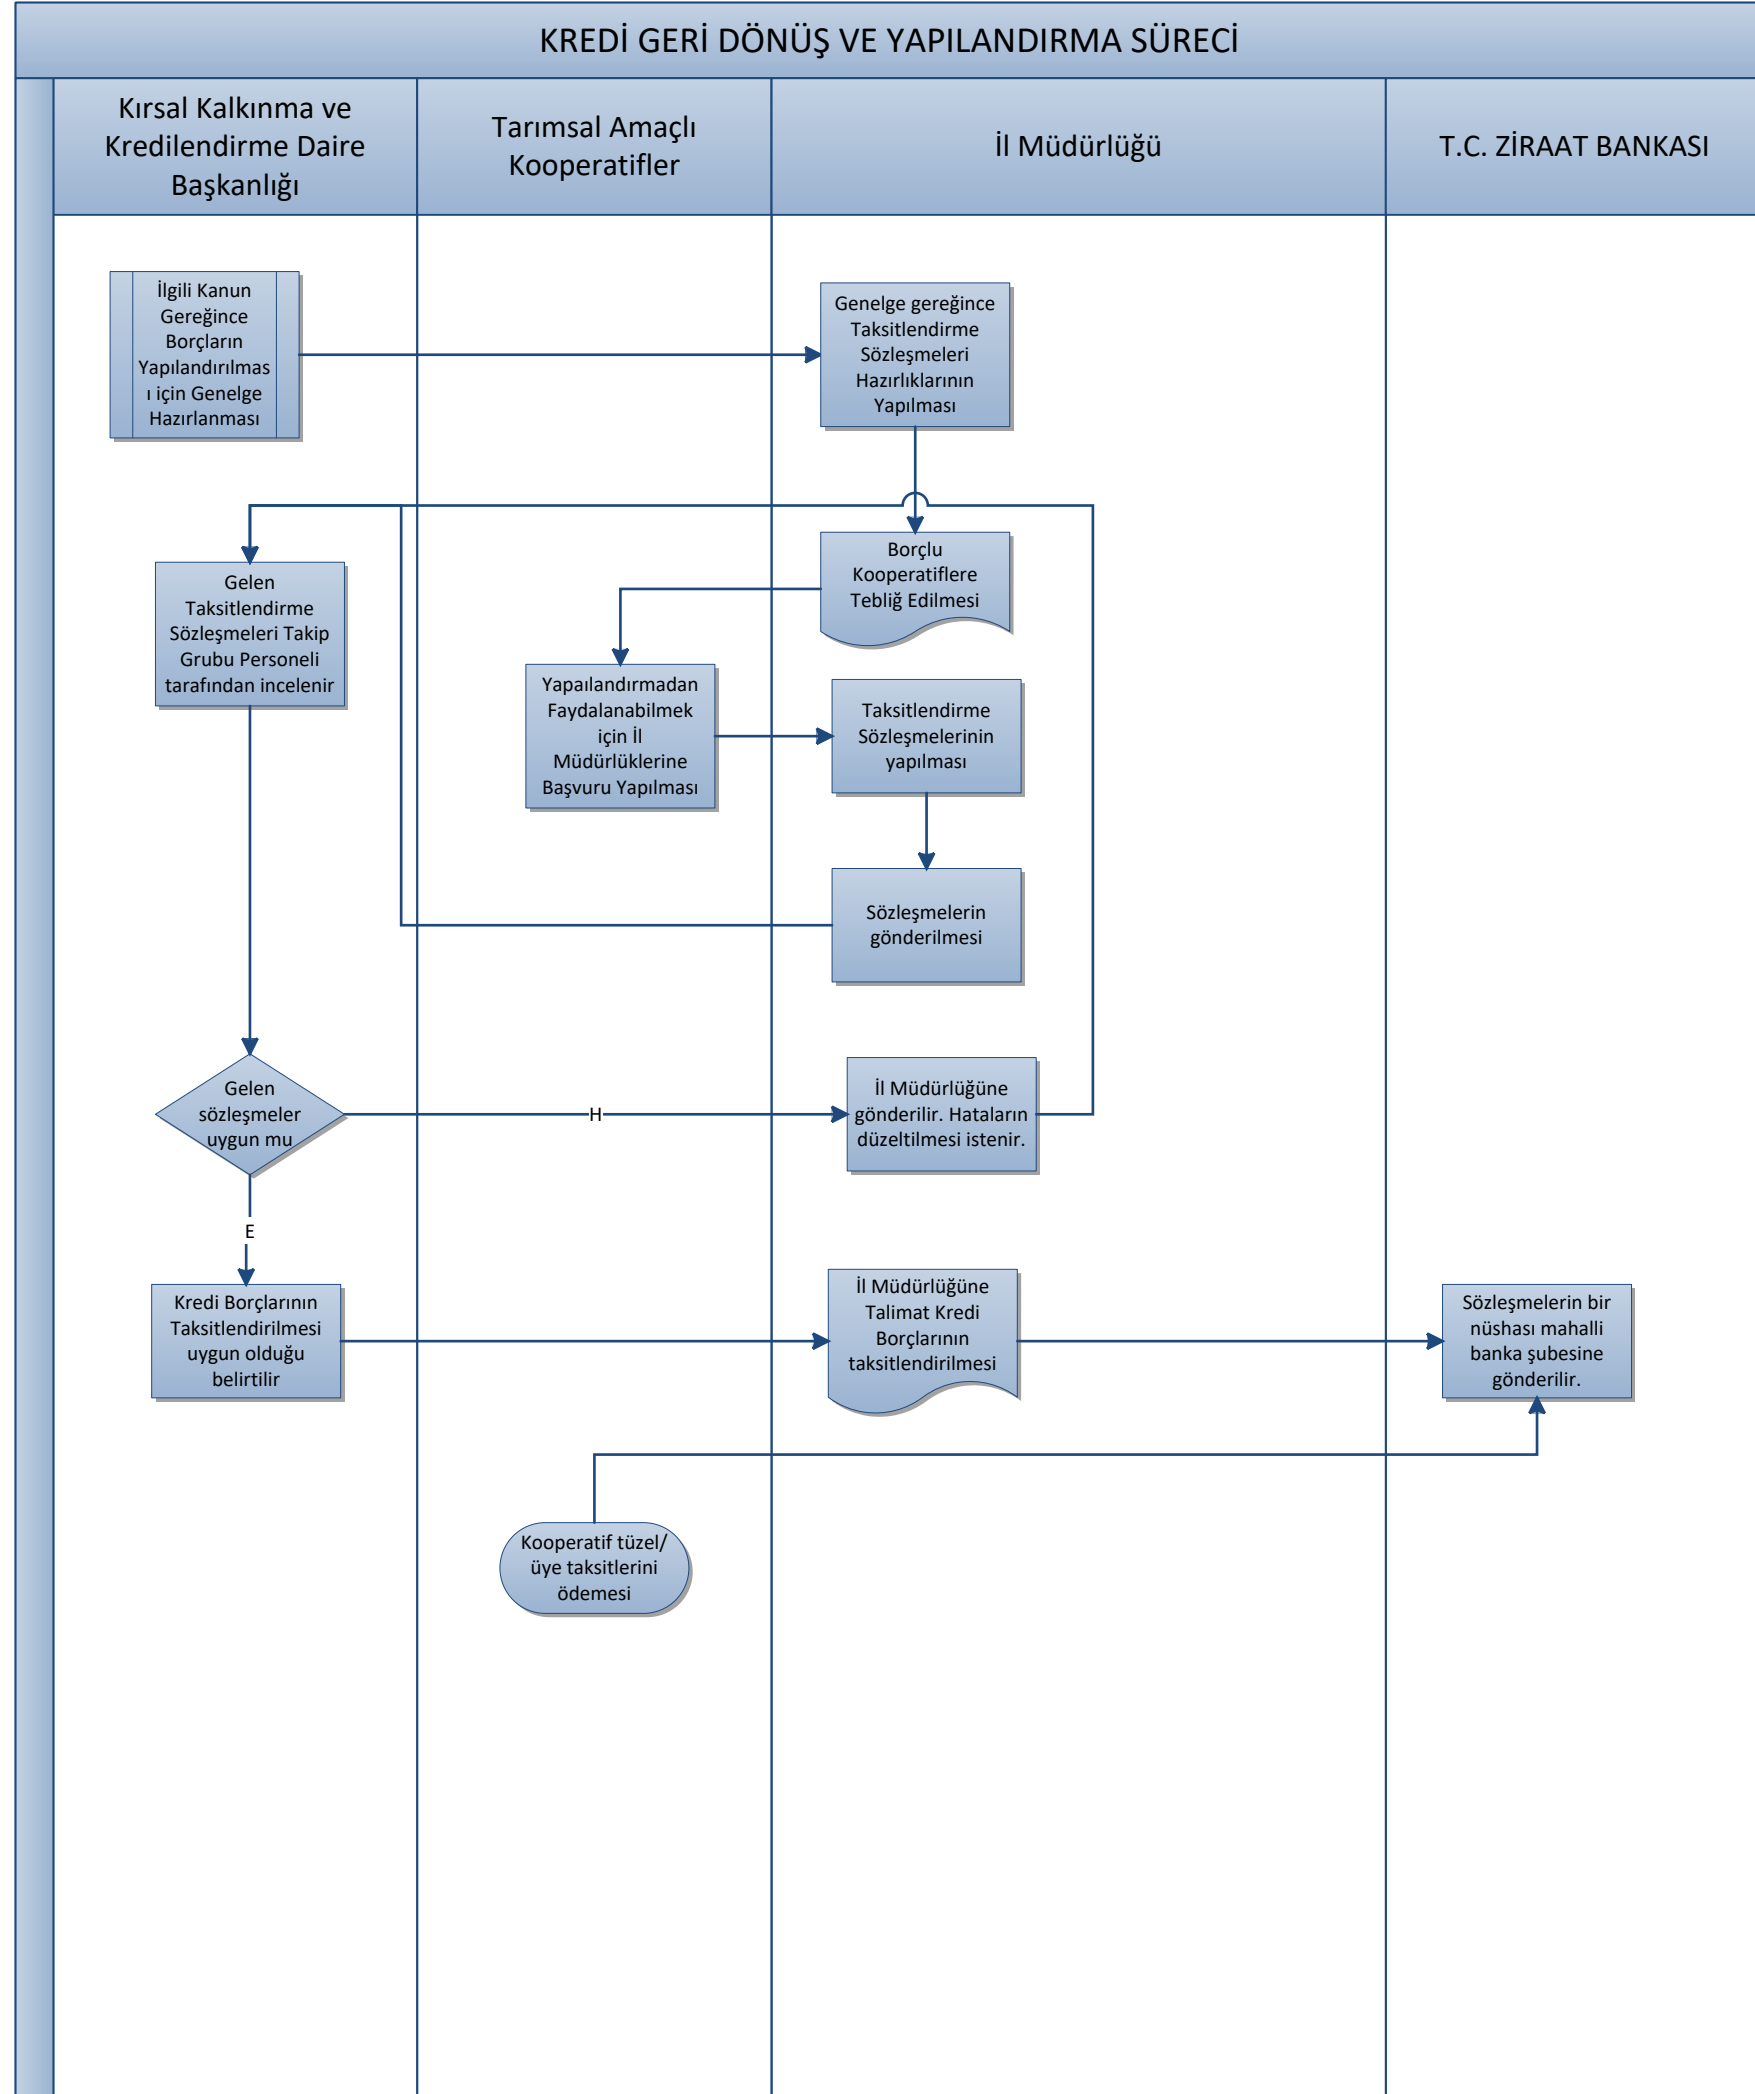 KREDİ GERİ DÖNÜŞ VE YAPILANDIRMA SÜRECİ
Kırsal Kalkınma ve
Kredilendirme Daire
Başkanlığı
Tarımsal Amaçlı
Kooperatifler
İl Müdürlüğü
T.C. ZİRAAT BANKASI
İlgili Kanun
Gereğince
Borçların
Yapılandırılmas
ı için Genelge
Hazırlanması
Genelge gereğince
Taksitlendirme
Sözleşmeleri
Hazırlıklarının
Yapılması
Borçlu
Kooperatiflere
Tebliğ Edilmesi
Gelen
Taksitlendirme
Sözleşmeleri Takip
Grubu Personeli
tarafından incelenir
Yapaılandırmadan
Faydalanabilmek
için İl
Müdürlüklerine
Başvuru Yapılması
Taksitlendirme
Sözleşmelerinin
yapılması
Sözleşmelerin
gönderilmesi
Gelen
sözleşmeler
uygun mu
H
İl Müdürlüğüne
gönderilir. Hataların
düzeltilmesi istenir.
E
Kredi Borçlarının
Taksitlendirilmesi
uygun olduğu
belirtilir
İl Müdürlüğüne
Talimat Kredi
Borçlarının
taksitlendirilmesi
Sözleşmelerin bir
nüshası mahalli
banka şubesine
gönderilir.
Kooperatif tüzel/
üye taksitlerini
ödemesi